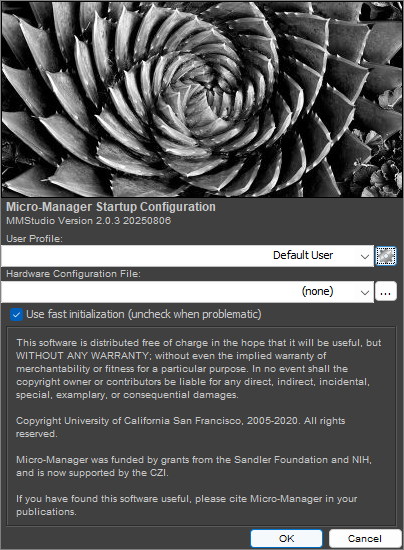 Micro-Manager Startup Configuration
MMStudio Version 2.0.3 20250806
User Profile:
Default User
Hardware Configuration File:
(none)
...
Use fast initialization (uncheck when problematic)
This software is distributed free of charge in the hope that it will be useful, but
WITHOUT ANY WARRANTY; without even the implied warranty of
merchantability or fitness for a particular purpose. In no event shall the
copyright owner or contributors be liable for any direct, indirect, incidental,
special, examplary, or consequential damages.
Copyright University of California San Francisco, 2005-2020. All rights
reserved.
Micro-Manager was funded by grants from the Sandler Foundation and NIH,
and is now supported by the CZI.
If you have found this software useful, please cite Micro-Manager in your
publications.
OK
Cancel